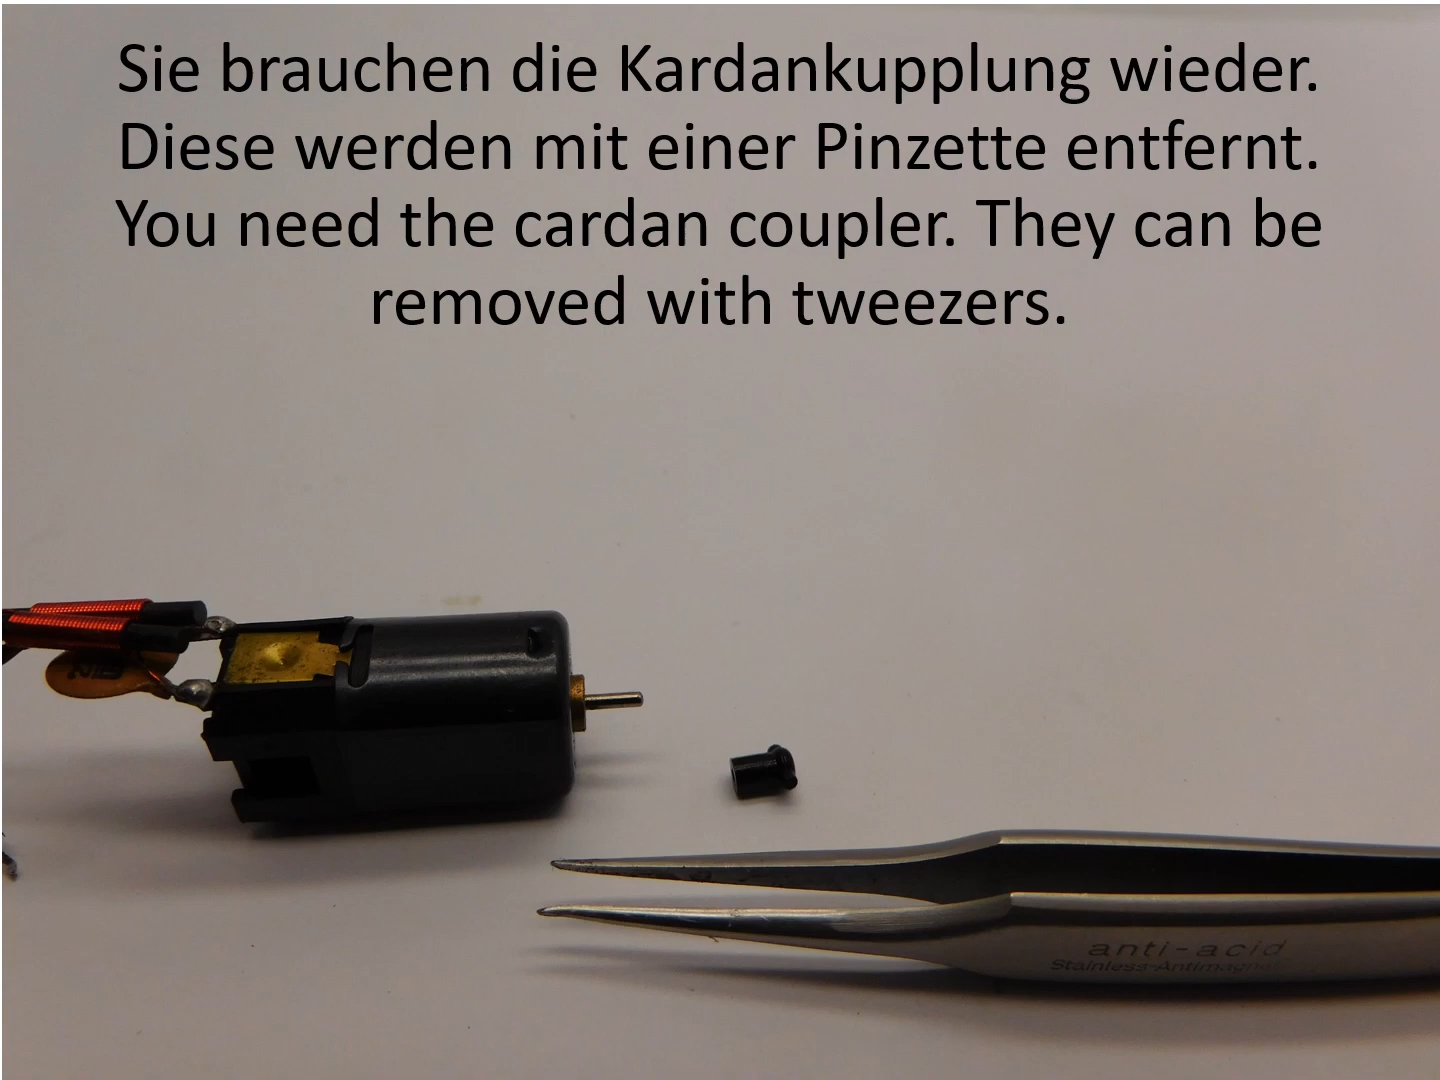 Sie brauchen die Kardankupplung wieder.
Diese werden mit einer Pinzette entfernt.
You need the cardan coupler. They can be
removed with tweezers.
anti-acid